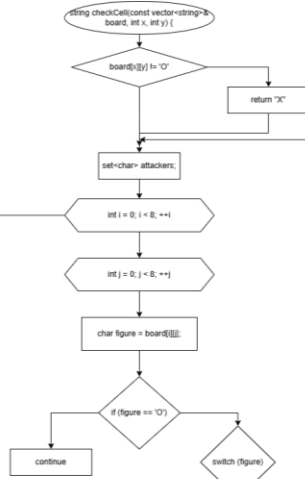 string checkCell(const vector<string>&
board, int x, int y) {
board[x][y] != 'O'
return "X"
set<char> attackers;
int i = 0; i < 8; ++i
int j = 0; j < 8; ++j
char figure = board[i][j];
if (figure == 'O')
continue
switch (figure)